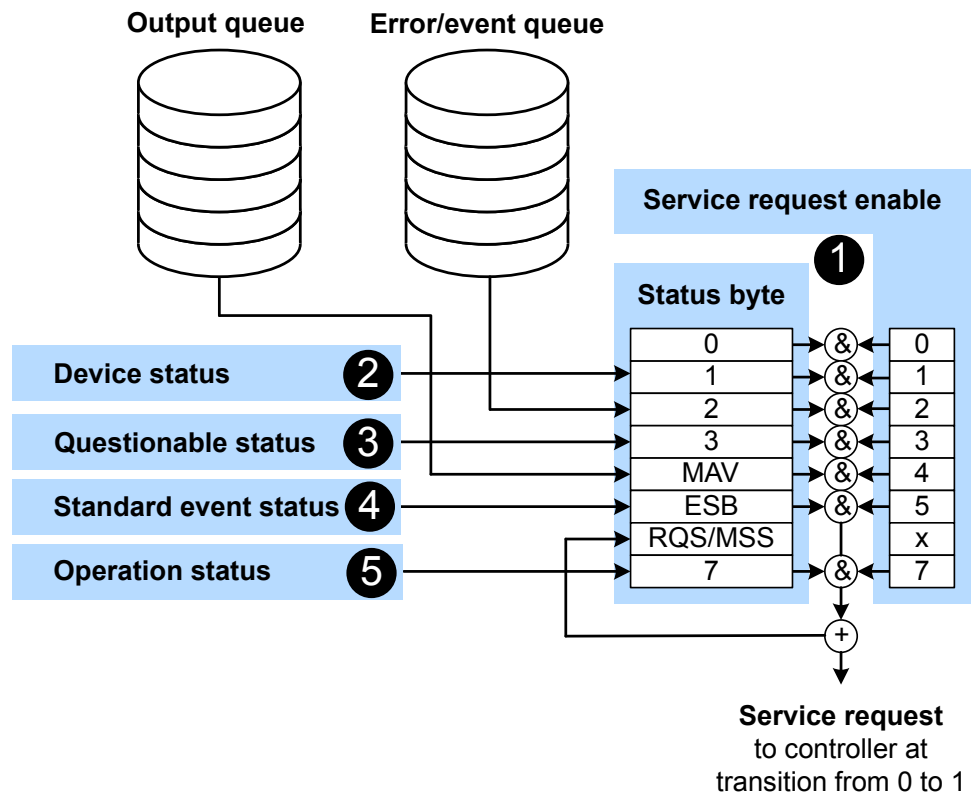 Output queue
Error/event queue
Service request enable
1
Status byte
0 & 0
Device status 2 1 & 1
2 & 2
Questionable status 3 3 & 3
MAV & 4
Standard event status 4 ESB & 5
RQS/MSS x
Operation status 5 7 & 7
+
Service request
to controller at
transition from 0 to 1